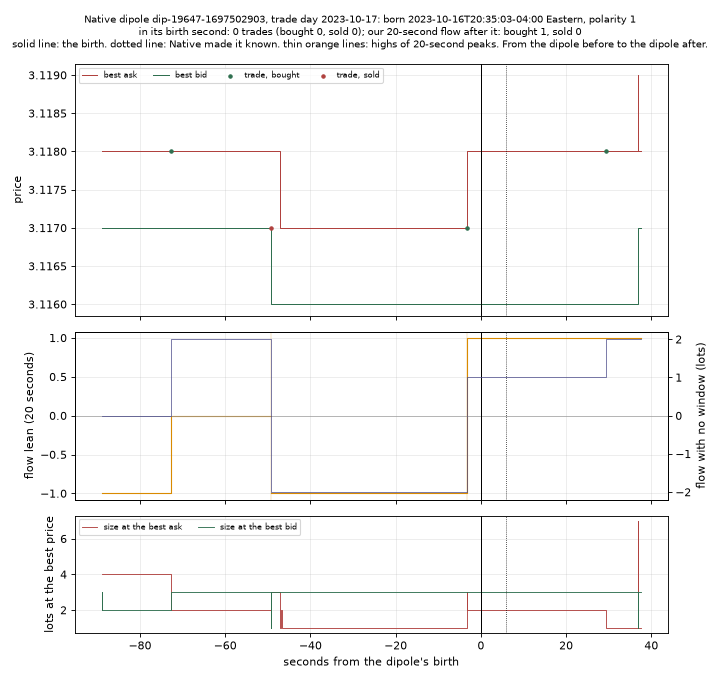 Native dipole dip-19647-1697502903, trade day 2023-10-17: born 2023-10-16T20:35:03-04:00 Eastern, polarity 1
in its birth second: 0 trades (bought 0, sold 0); our 20-second flow after it: bought 1, sold 0
solid line: the birth. dotted line: Native made it known. thin orange lines: highs of 20-second peaks. From the dipole before to the dipole after.
best ask best bid trade, bought trade, sold
3.1190
3.1185
3.1180
3.1175
3.1170
3.1165
3.1160
price
1.0
0.5
0.0
−0.5
−1.0
flow lean (20 seconds)
2
1
0
−1
−2
flow with no window (lots)
size at the best ask size at the best bid
6
4
2
lots at the best price
−80 −60 −40 −20 0 20 40
seconds from the dipole's birth